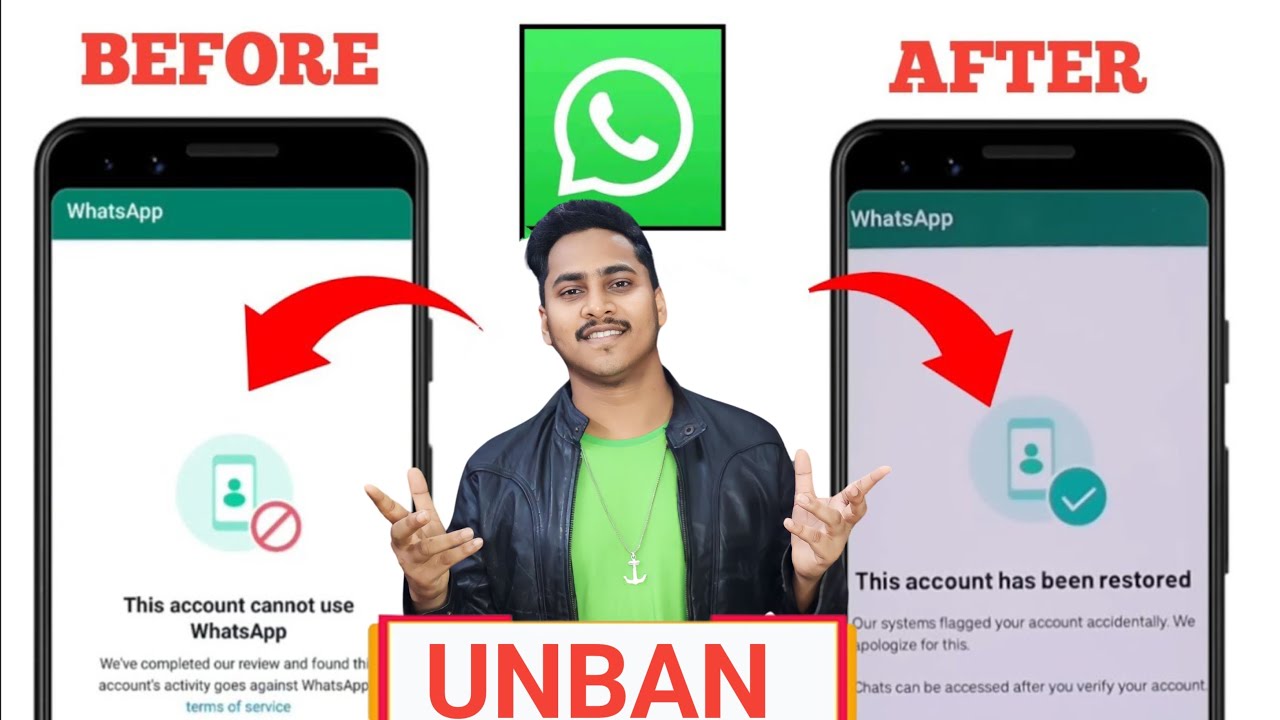 BEFORE
AFTER
WhatsApp
This account cannot use
WhatsApp
We've completed our review and found
account's activity goes against WhatsApp
terms of service
WhatsApp
This account has been restored
Our systems flagged your account accidentally. We
apologize for this.
Chats can be accessed after you verify your account.
UNBAN